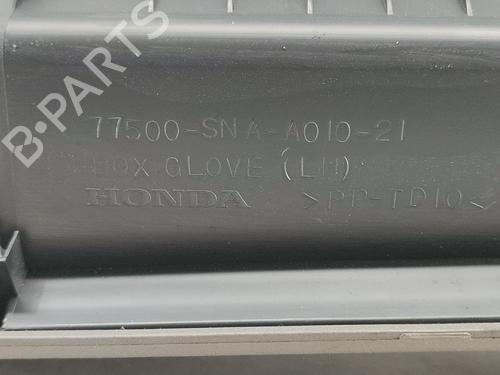 77500-SNA-A010-21
BOX GLOVE (LH)
HONDA >PP-TD10<
B-PARTS